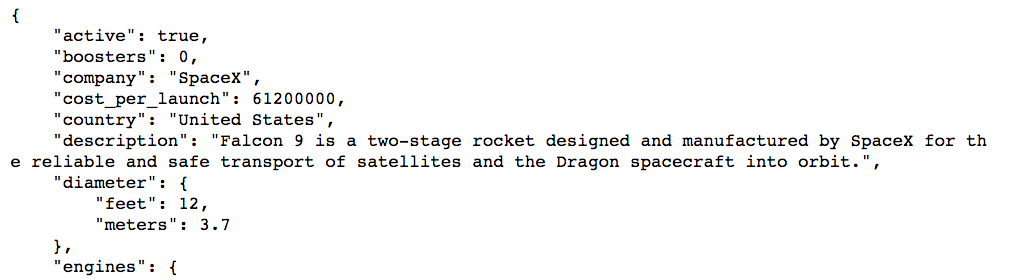 {
    "active": true,
    "boosters": 0,
    "company": "SpaceX",
    "cost_per_launch": 61200000,
    "country": "United States",
    "description": "Falcon 9 is a two-stage rocket designed and manufactured by SpaceX for th
e reliable and safe transport of satellites and the Dragon spacecraft into orbit.",
    "diameter": {
        "feet": 12,
        "meters": 3.7
    },
    "engines": {